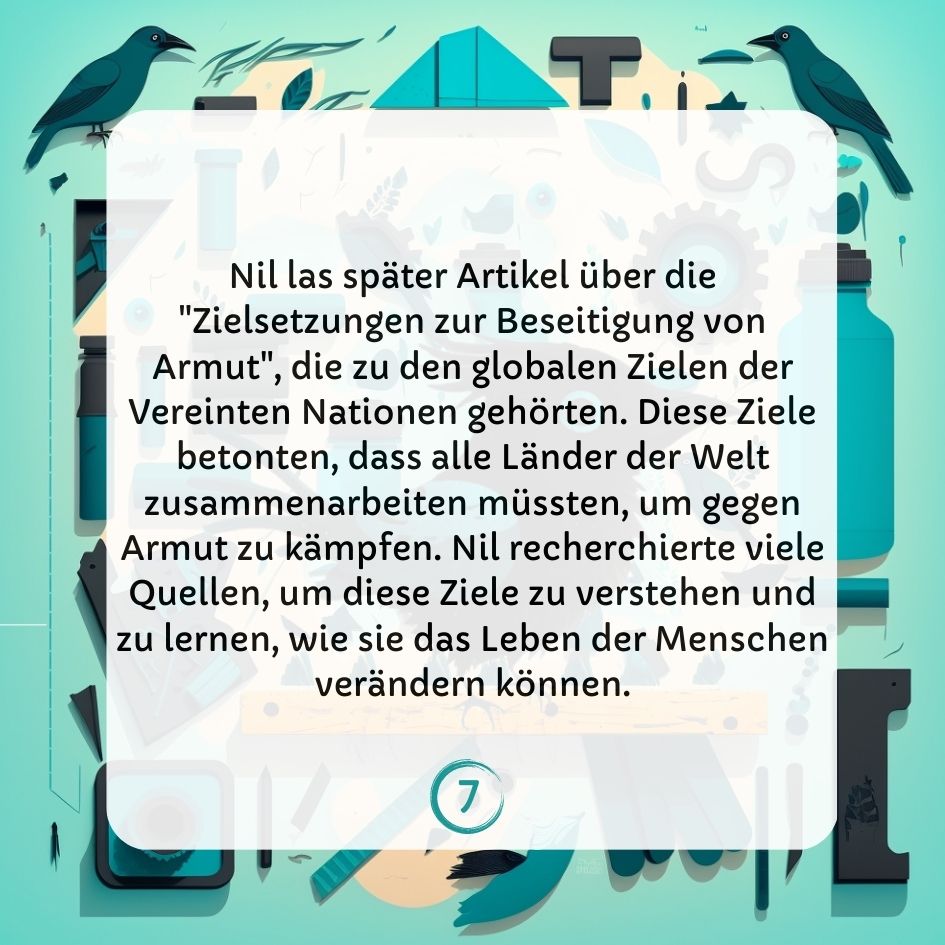 Nil las später Artikel über die
"Zielsetzungen zur Beseitigung von
Armut", die zu den globalen Zielen der
Vereinten Nationen gehörten. Diese Ziele
betonten, dass alle Länder der Welt
zusammenarbeiten müssten, um gegen
Armut zu kämpfen. Nil recherchierte viele
Quellen, um diese Ziele zu verstehen und
zu lernen, wie sie das Leben der Menschen
verändern können.
7